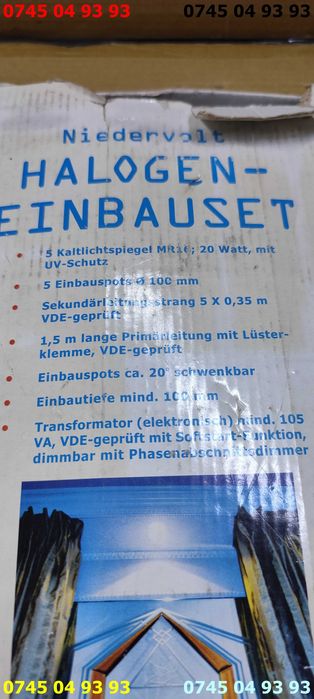 0745 04 93 93 0745 04 93 93
Niedervolt
HALOGEN-
EINBAUSET
• 5 Kaltlichtspiegel MR16; 20 Watt, mit
UV-Schutz
• 5 Einbauspots Ø 100 mm
• Sekundärleitungsstrang 5 X 0,35 m
VDE-geprüft
• 1,5 m lange Primärleitung mit Lüster-
klemme, VDE-geprüft
• Einbauspots ca. 20° schwenkbar
• Einbautiefe mind. 100 mm
• Transformator (elektronisch) mind. 105
VA, VDE-geprüft mit Softstart-Funktion,
dimmbar mit Phasenabschnittsdimmer
0745 04 93 93 0745 04 93 93